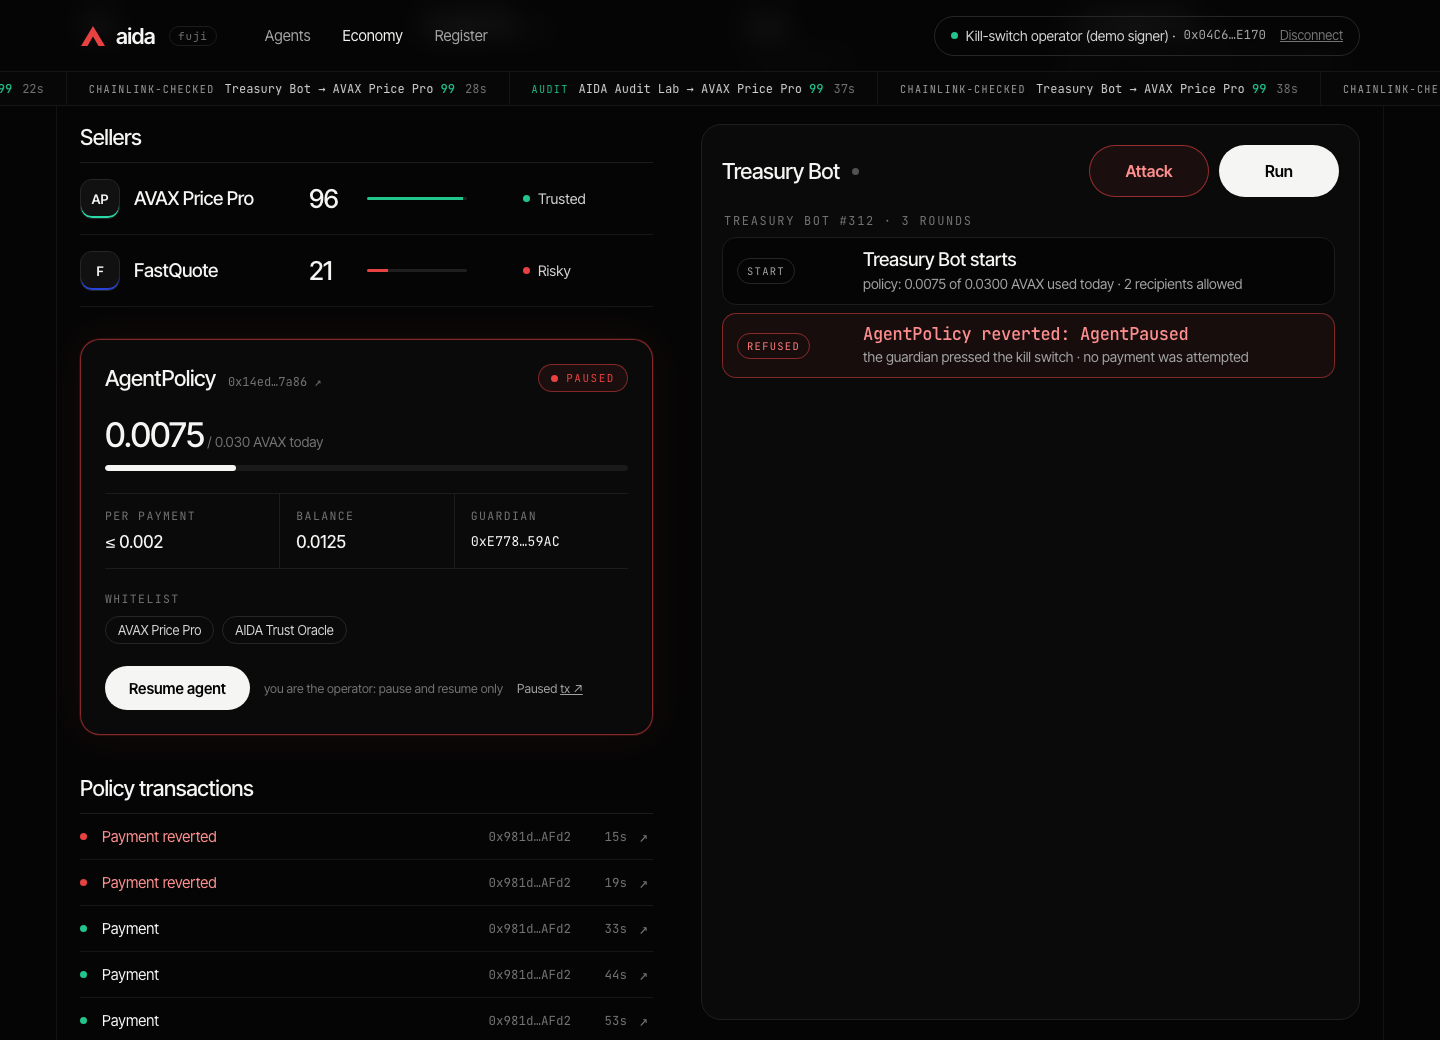 aida fuji Agents Economy Register Kill-switch operator (demo signer) · 0x04C6…E170 Disconnect
99 22s CHAINLINK-CHECKED Treasury Bot → AVAX Price Pro 99 28s AUDIT AIDA Audit Lab → AVAX Price Pro 99 37s CHAINLINK-CHECKED Treasury Bot → AVAX Price Pro 99 38s CHAINLINK-CHE
Sellers
AP AVAX Price Pro 96 Trusted
F FastQuote 21 Risky
AgentPolicy 0x14ed…7a86 ↗ PAUSED
0.0075 / 0.030 AVAX today
PER PAYMENT BALANCE GUARDIAN
≤ 0.002 0.0125 0xE778…59AC
WHITELIST
AVAX Price Pro AIDA Trust Oracle
Resume agent you are the operator: pause and resume only Paused tx ↗
Policy transactions
Payment reverted 0x981d…AFd2 15s ↗
Payment reverted 0x981d…AFd2 19s ↗
Payment 0x981d…AFd2 33s ↗
Payment 0x981d…AFd2 44s ↗
Payment 0x981d…AFd2 53s ↗
Treasury Bot Attack Run
TREASURY BOT #312 · 3 ROUNDS
START Treasury Bot starts
policy: 0.0075 of 0.0300 AVAX used today · 2 recipients allowed
REFUSED AgentPolicy reverted: AgentPaused
the guardian pressed the kill switch · no payment was attempted